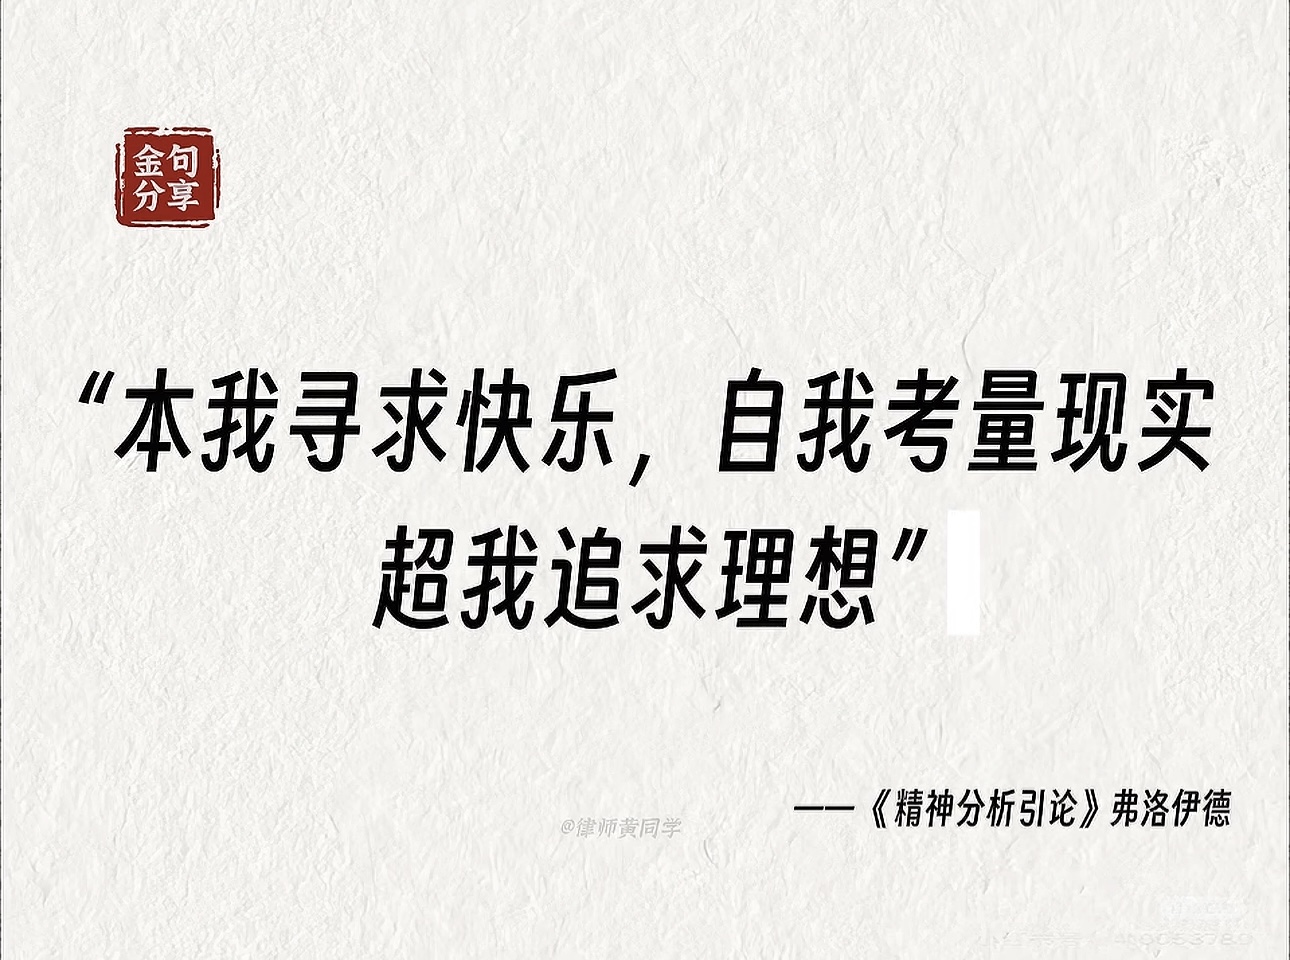 金句
分享
“本我寻求快乐，自我考量现实
超我追求理想”
——《精神分析引论》弗洛伊德
@律师黄同学